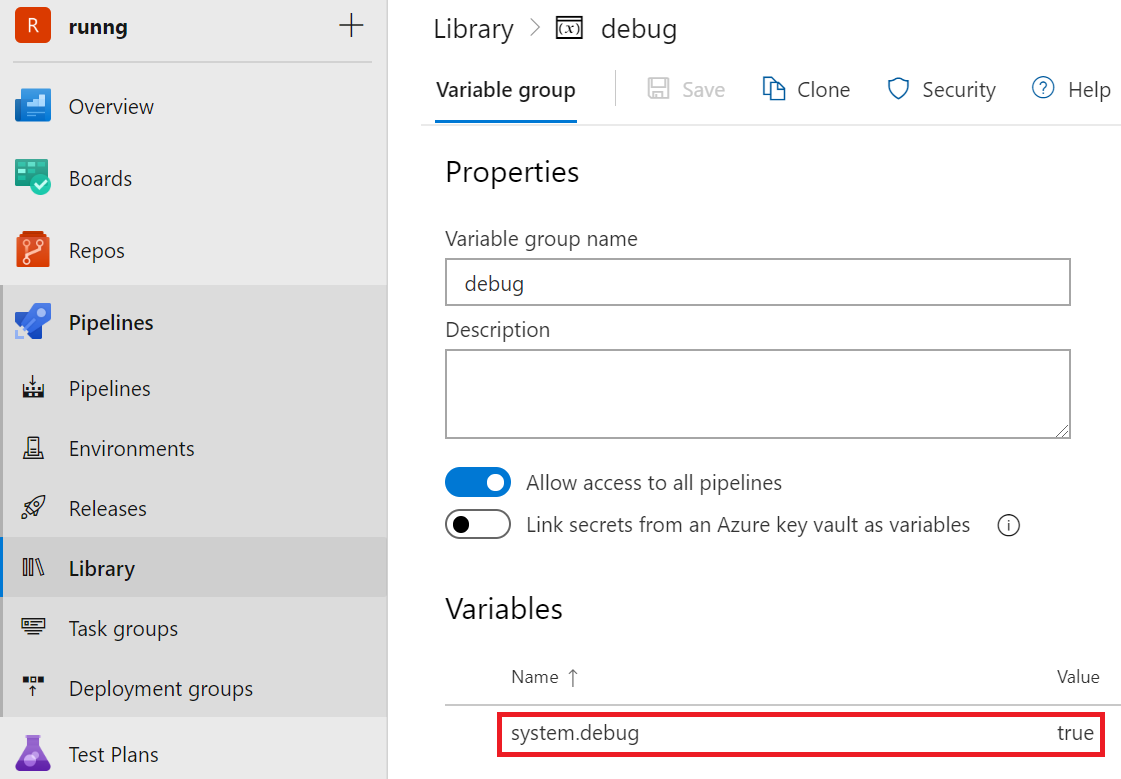 R runng
Overview
Boards
Repos
Pipelines
Pipelines
Environments
Releases
Library
Task groups
Deployment groups
Test Plans
Library > (x) debug
Variable group Save Clone Security ? Help
Properties
Variable group name
debug
Description
Allow access to all pipelines
Link secrets from an Azure key vault as variables i
Variables
Name ↑ Value
system.debug true